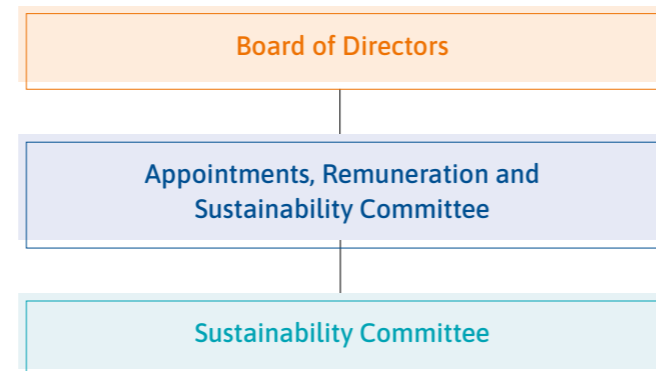 Board of Directors
Appointments, Remuneration and
Sustainability Committee
Sustainability Committee